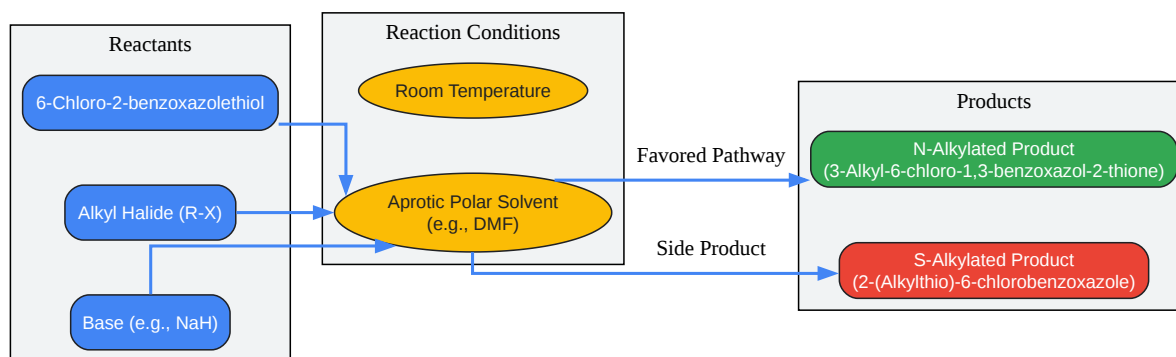 Reactants
6-Chloro-2-benzoxazolethiol
Alkyl Halide (R-X)
Base (e.g., NaH)
Reaction Conditions
Room Temperature
Aprotic Polar Solvent
(e.g., DMF)
Favored Pathway
Side Product
Products
N-Alkylated Product
(3-Alkyl-6-chloro-1,3-benzoxazol-2-thione)
S-Alkylated Product
(2-(Alkylthio)-6-chlorobenzoxazole)